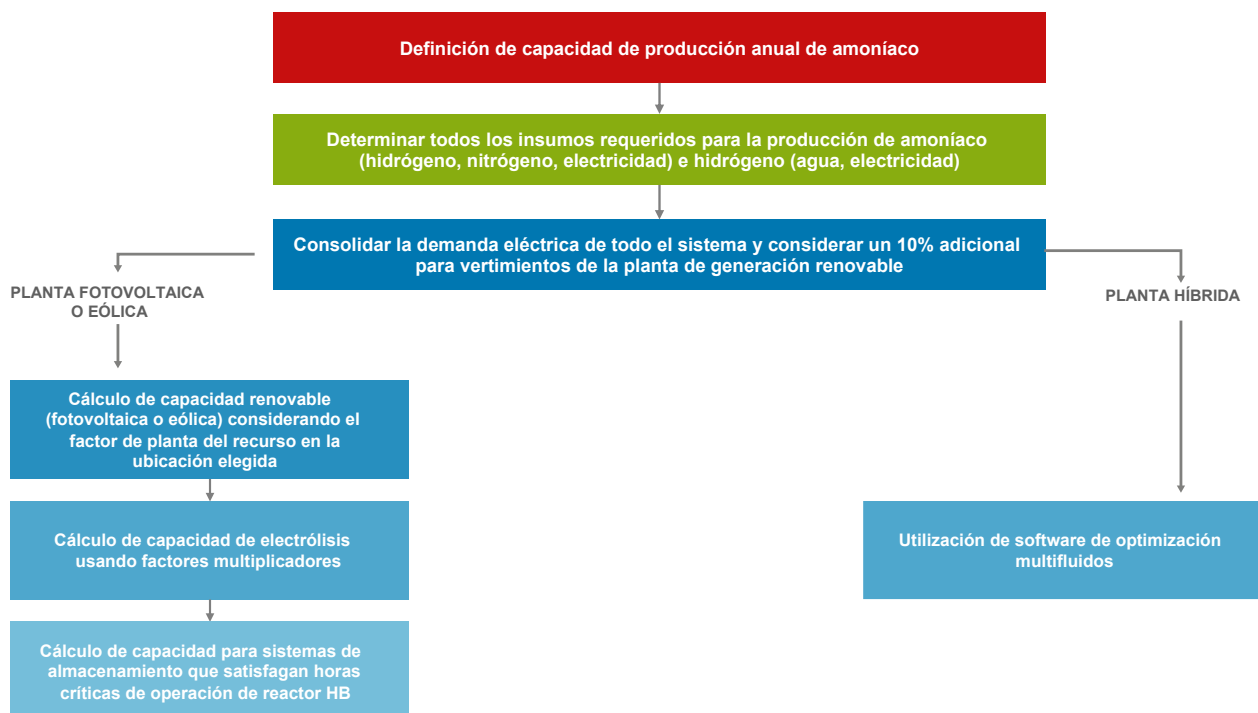 Definición de capacidad de producción anual de amoníaco
Determinar todos los insumos requeridos para la producción de amoníaco
(hidrógeno, nitrógeno, electricidad) e hidrógeno (agua, electricidad)
Consolidar la demanda eléctrica de todo el sistema y considerar un 10% adicional
para vertimientos de la planta de generación renovable
PLANTA FOTOVOLTAICA
O EÓLICA
PLANTA HÍBRIDA
Cálculo de capacidad renovable
(fotovoltaica o eólica) considerando el
factor de planta del recurso en la
ubicación elegida
Cálculo de capacidad de electrólisis
usando factores multiplicadores
Utilización de software de optimización
multifluidos
Cálculo de capacidad para sistemas de
almacenamiento que satisfagan horas
críticas de operación de reactor HB